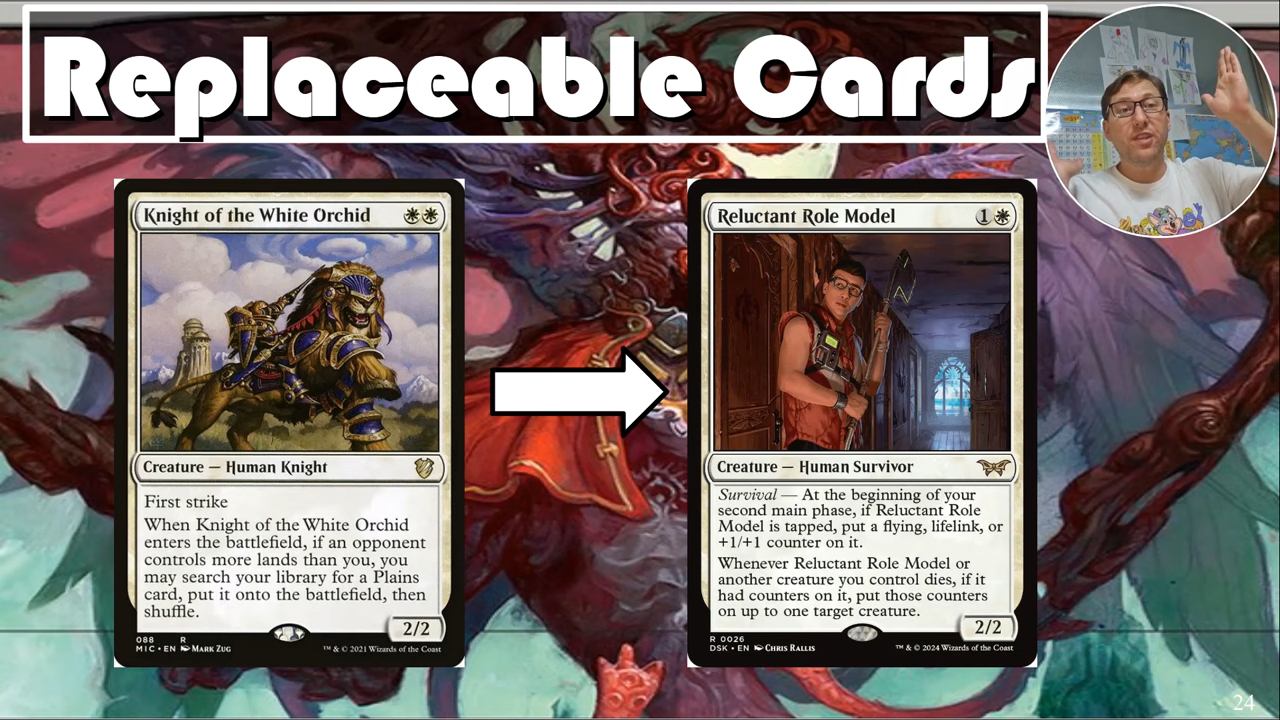 Replaceable Cards
Knight of the White Orchid
Creature — Human Knight
First strike
When Knight of the White Orchid
enters the battlefield, if an opponent
controls more lands than you, you
may search your library for a Plains
card, put it onto the battlefield, then
shuffle.
2/2
088 R
MIC • EN Mark Zug
™ & © 2021 Wizards of the Coast
Reluctant Role Model 1
Creature — Human Survivor
Survival — At the beginning of your
second main phase, if Reluctant Role
Model is tapped, put a flying, lifelink, or
+1/+1 counter on it.
Whenever Reluctant Role Model or
another creature you control dies, if it
had counters on it, put those counters
on up to one target creature.
2/2
R 0026
DSK • EN Chris Rallis
™ & © 2024 Wizards of the Coast
24